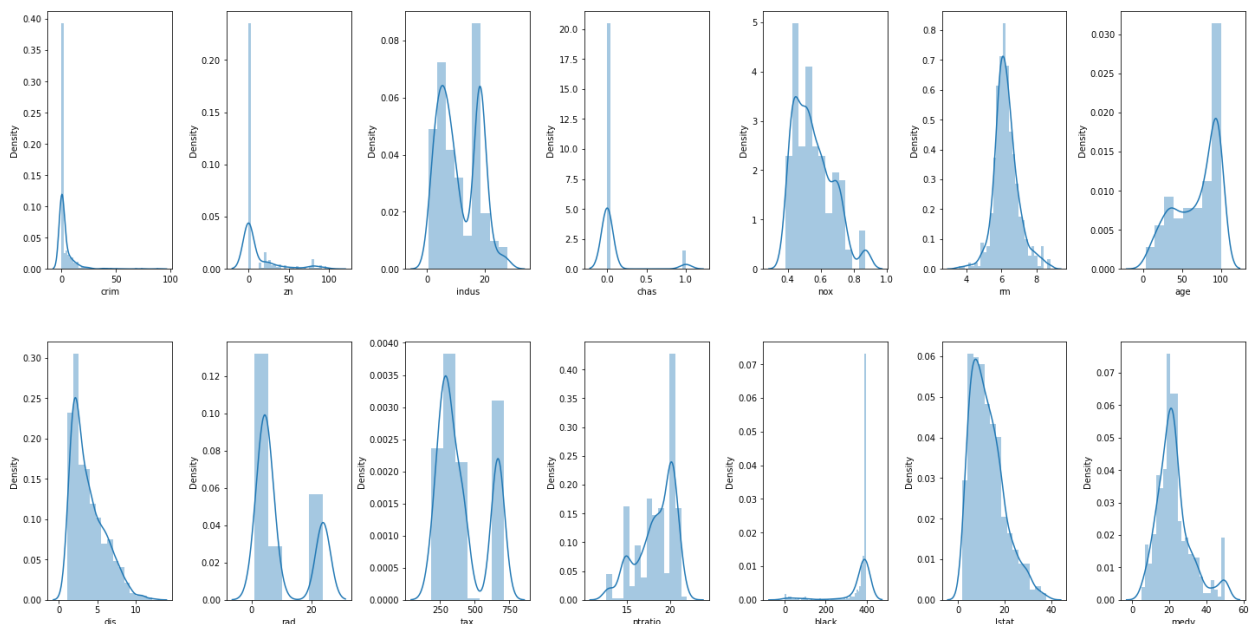 0.40
0.35
0.30
0.25
0.20
0.15
0.10
0.05
0.00
Density
0 50 100
crim
0.20
0.15
0.10
0.05
0.00
Density
0 50 100
zn
0.08
0.06
0.04
0.02
0.00
Density
0 20
indus
20.0
17.5
15.0
12.5
10.0
7.5
5.0
2.5
0.0
Density
0.0 0.5 1.0
chas
5
4
3
2
1
0
Density
0.4 0.6 0.8 1.0
nox
0.8
0.7
0.6
0.5
0.4
0.3
0.2
0.1
0.0
Density
4 6 8
rm
0.030
0.025
0.020
0.015
0.010
0.005
0.000
Density
0 50 100
age
0.30
0.25
0.20
0.15
0.10
0.05
0.00
Density
0 5 10
dis
0.12
0.10
0.08
0.06
0.04
0.02
0.00
Density
0 20
rad
0.0040
0.0035
0.0030
0.0025
0.0020
0.0015
0.0010
0.0005
0.0000
Density
250 500 750
tax
0.40
0.35
0.30
0.25
0.20
0.15
0.10
0.05
0.00
Density
15 20
ptratio
0.07
0.06
0.05
0.04
0.03
0.02
0.01
0.00
Density
0 200 400
black
0.06
0.05
0.04
0.03
0.02
0.01
0.00
Density
0 20 40
lstat
0.07
0.06
0.05
0.04
0.03
0.02
0.01
0.00
Density
0 20 40 60
medv